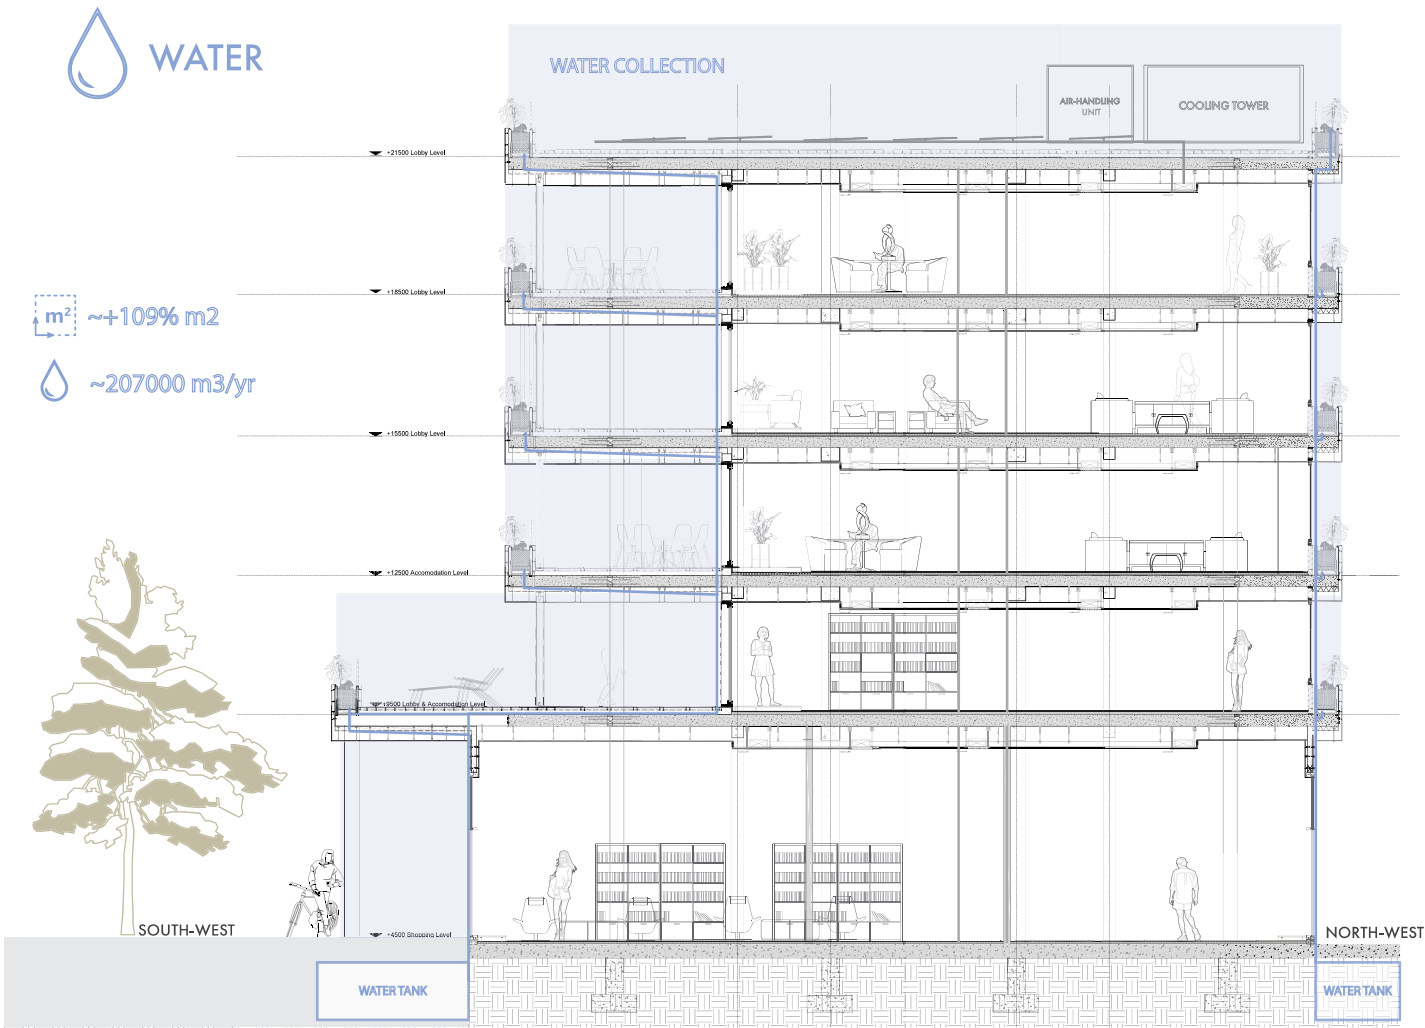 WATER
WATER COLLECTION
AIR-HANDLING
UNIT
COOLING TOWER
+21500 Lobby Level
+18500 Lobby Level
m²
~+109% m2
~207000 m3/yr
+15500 Lobby Level
+12500 Accomodation Level
+9500 Lobby & Accomodation Level
SOUTH-WEST
+4500 Shopping Level
NORTH-WEST
WATER TANK
WATER TANK